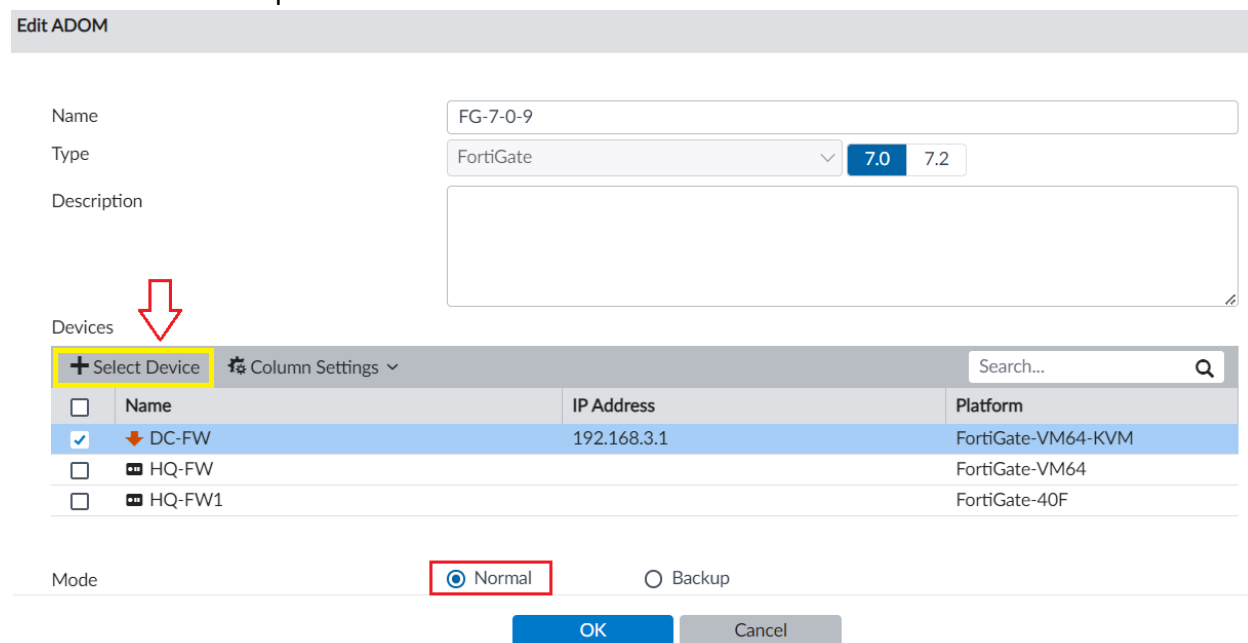 Edit ADOM
Name FG-7-0-9
Type FortiGate 7.0 7.2
Description
Devices
Select Device Column Settings Search...
Name IP Address Platform
DC-FW 192.168.3.1 FortiGate-VM64-KVM
HQ-FW FortiGate-VM64
HQ-FW1 FortiGate-40F
Mode Normal Backup
OK Cancel